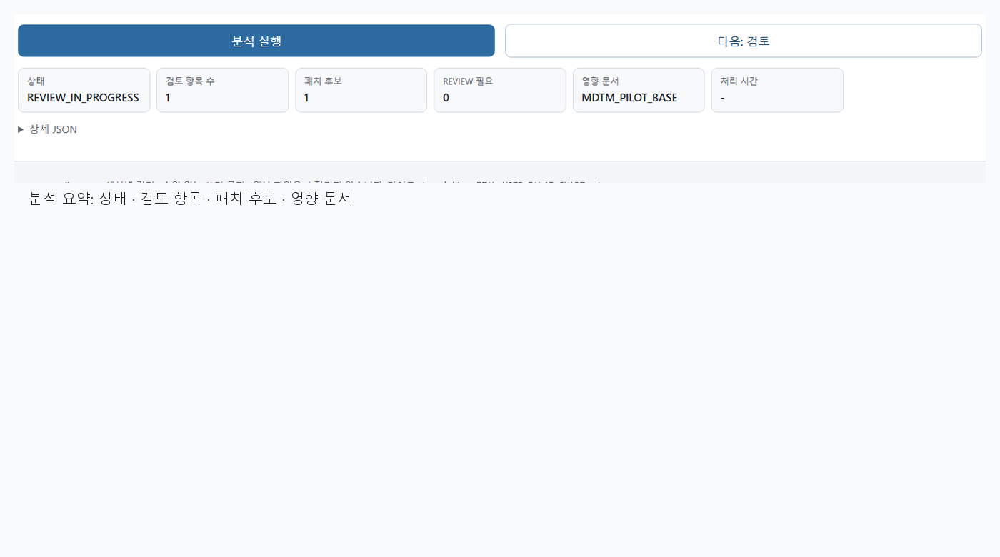 분석 실행
다음: 검토
상태
REVIEW_IN_PROGRESS
검토 항목 수
1
패치 후보
1
REVIEW 필요
0
영향 문서
MDTM_PILOT_BASE
처리 시간
-
▶ 상세 JSON
분석 요약: 상태 · 검토 항목 · 패치 후보 · 영향 문서